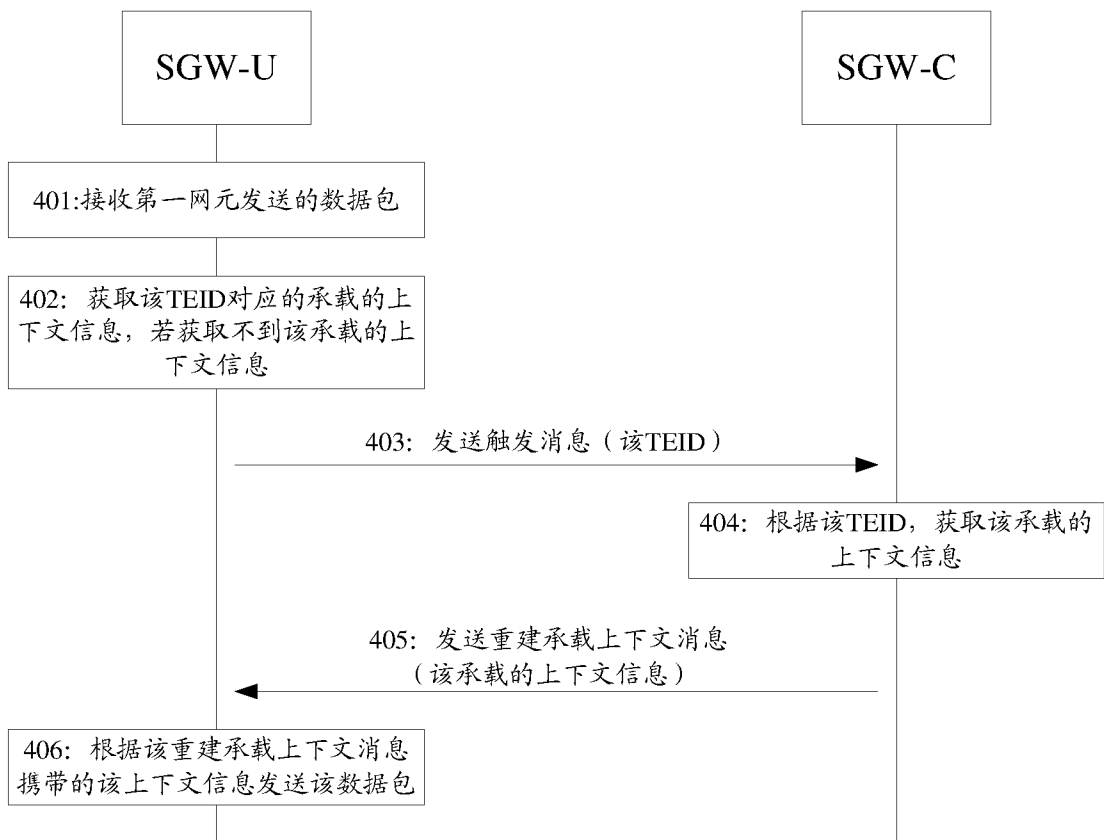 SGW-U
SGW-C
401:接收第一网元发送的数据包
402：获取该TEID对应的承载的上
下文信息，若获取不到该承载的上
下文信息
403：发送触发消息（该TEID）
404：根据该TEID，获取该承载的
上下文信息
405：发送重建承载上下文消息
（该承载的上下文信息）
406：根据该重建承载上下文消息
携带的该上下文信息发送该数据包